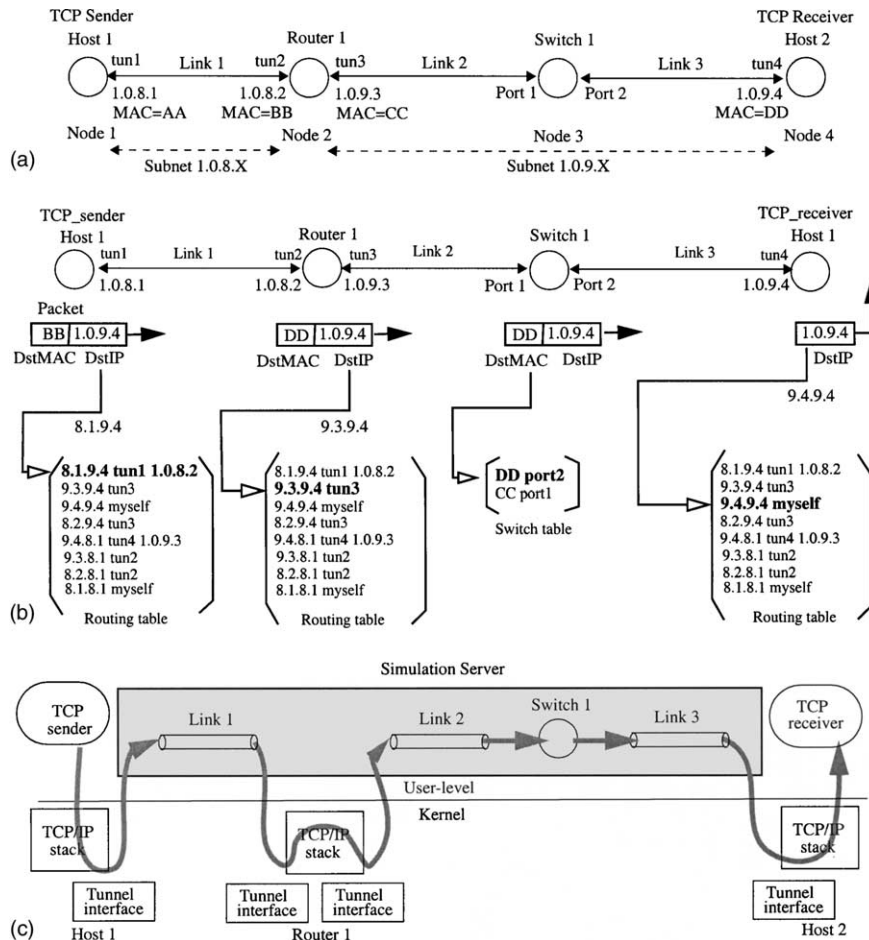 TCP Sender
TCP Receiver
Host 1
Router 1
Switch 1
Host 2
tun1
Link 1
tun2
tun3
Link 2
Link 3
tun4
1.0.8.1
1.0.8.2
1.0.9.3
Port 1
Port 2
1.0.9.4
MAC=AA
MAC=BB
MAC=CC
MAC=DD
Node 1
Node 2
Node 3
Node 4
(a)
Subnet 1.0.8.X
Subnet 1.0.9.X
TCP_sender
TCP_receiver
Host 1
Router 1
Switch 1
Host 1
tun1
Link 1
tun2
tun3
Link 2
Link 3
tun4
1.0.8.1
1.0.8.2
1.0.9.3
Port 1
Port 2
1.0.9.4
Packet
BB 1.0.9.4
DD 1.0.9.4
DD 1.0.9.4
1.0.9.4
DstMAC DstIP
DstMAC DstIP
DstMAC DstIP
DstIP
8.1.9.4
9.3.9.4
9.4.9.4
8.1.9.4 tun1 1.0.8.2
9.3.9.4 tun3
9.4.9.4 myself
8.2.9.4 tun3
9.4.8.1 tun4 1.0.9.3
9.3.8.1 tun2
8.2.8.1 tun2
8.1.8.1 myself
Routing table
8.1.9.4 tun1 1.0.8.2
9.3.9.4 tun3
9.4.9.4 myself
8.2.9.4 tun3
9.4.8.1 tun4 1.0.9.3
9.3.8.1 tun2
8.2.8.1 tun2
8.1.8.1 myself
Routing table
DD port2
CC port1
Switch table
8.1.9.4 tun1 1.0.8.2
9.3.9.4 tun3
9.4.9.4 myself
8.2.9.4 tun3
9.4.8.1 tun4 1.0.9.3
9.3.8.1 tun2
8.2.8.1 tun2
8.1.8.1 myself
Routing table
(b)
Simulation Server
TCP
sender
Link 1
Link 2
Switch 1
Link 3
TCP
receiver
User-level
Kernel
TCP/IP
stack
TCP/IP
stack
TCP/IP
stack
Tunnel
interface
Tunnel
interface
Tunnel
interface
Tunnel
interface
(c)
Host 1
Router 1
Host 2